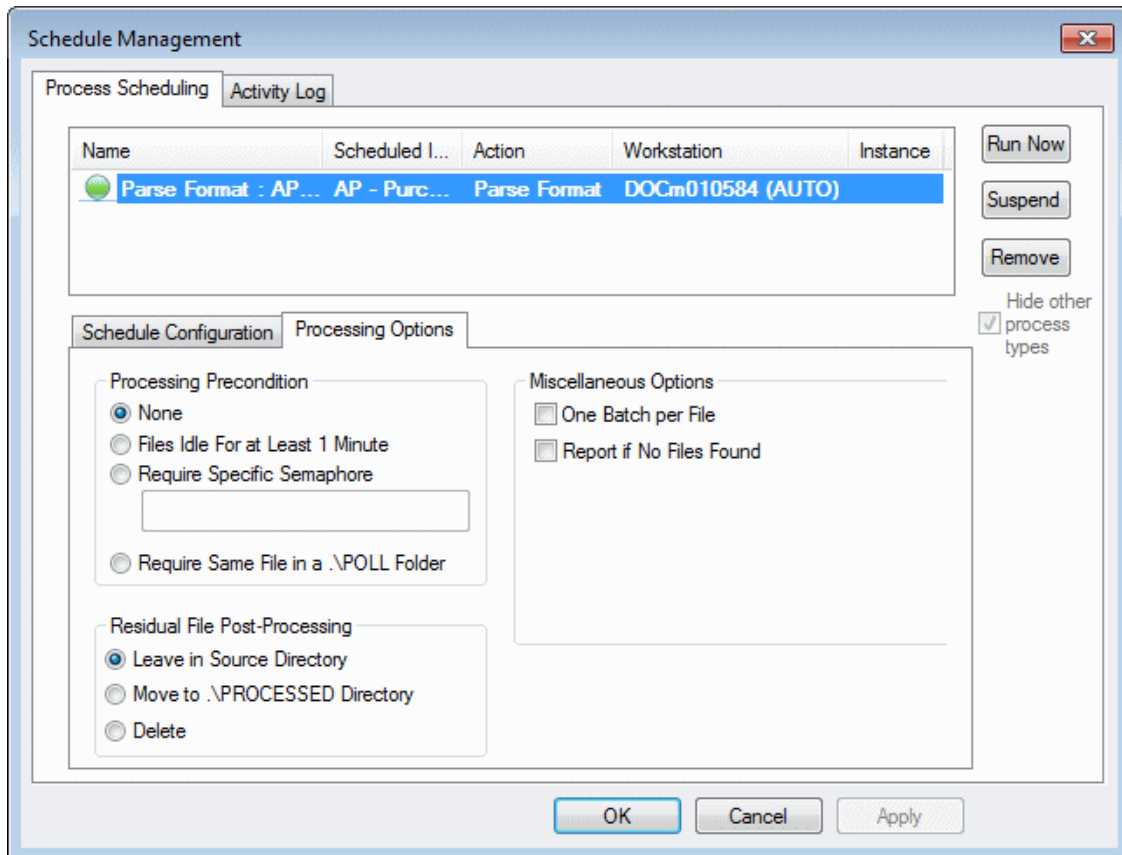 Schedule Management
Process Scheduling Activity Log
Name Scheduled I... Action Workstation Instance
Parse Format : AP... AP - Purc... Parse Format DOCm010584 (AUTO)
Run Now
Suspend
Remove
Hide other
process
types
Schedule Configuration Processing Options
Processing Precondition
None
Files Idle For at Least 1 Minute
Require Specific Semaphore
Require Same File in a .\POLL Folder
Miscellaneous Options
One Batch per File
Report if No Files Found
Residual File Post-Processing
Leave in Source Directory
Move to .\PROCESSED Directory
Delete
OK Cancel Apply